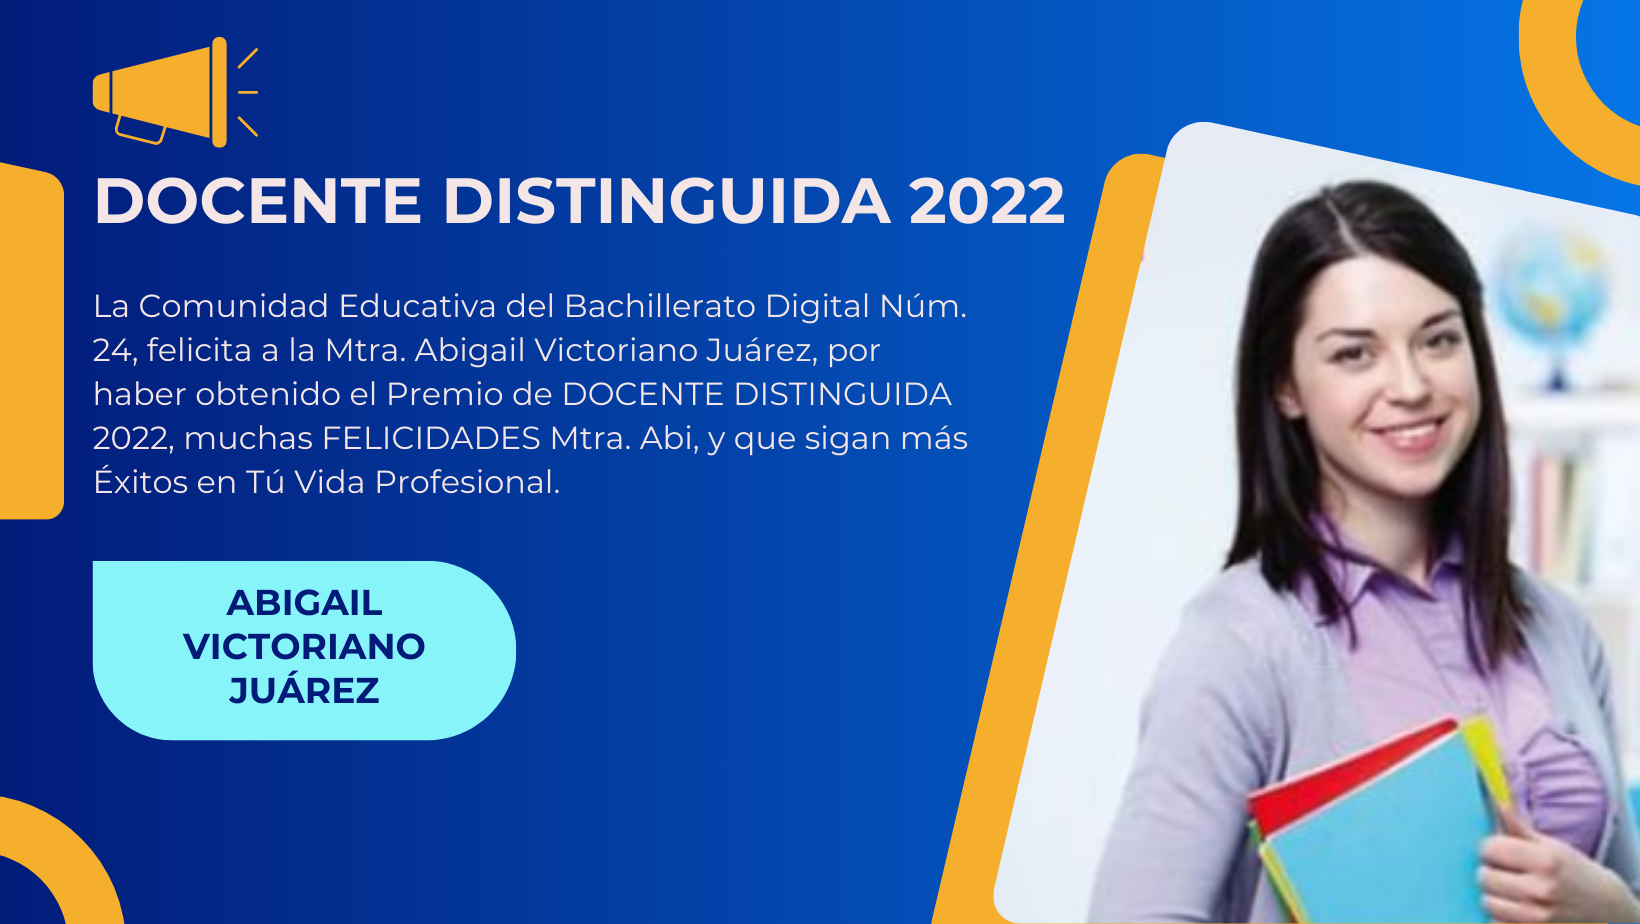 DOCENTE DISTINGUIDA 2022
La Comunidad Educativa del Bachillerato Digital Núm.
24, felicita a la Mtra. Abigail Victoriano Juárez, por
haber obtenido el Premio de DOCENTE DISTINGUIDA
2022, muchas FELICIDADES Mtra. Abi, y que sigan más
Éxitos en Tú Vida Profesional.
ABIGAIL
VICTORIANO
JUÁREZ